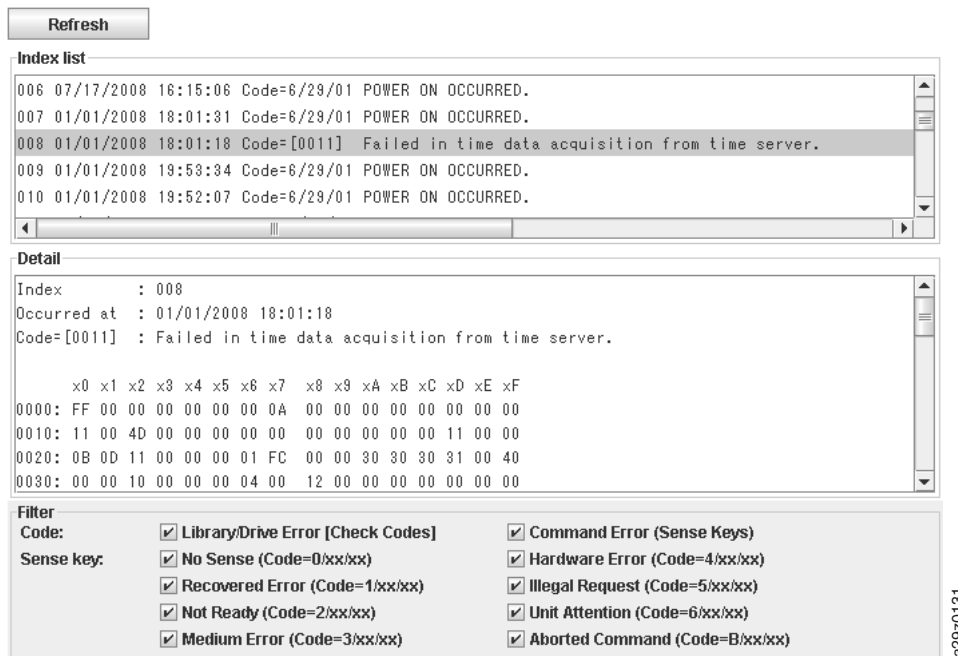 Refresh
Index list
006 07/17/2008 16:15:06 Code=6/29/01 POWER ON OCCURRED.
007 01/01/2008 18:01:31 Code=6/29/01 POWER ON OCCURRED.
008 01/01/2008 18:01:18 Code=[0011]  Failed in time data acquisition from time server.
009 01/01/2008 19:53:34 Code=6/29/01 POWER ON OCCURRED.
010 01/01/2008 19:52:07 Code=6/29/01 POWER ON OCCURRED.
Detail
Index : 008
Occurred at : 01/01/2008 18:01:18
Code=[0011] : Failed in time data acquisition from time server.
x0 x1 x2 x3 x4 x5 x6 x7 x8 x9 xA xB xC xD xE xF
0000: FF 00 00 00 00 00 00 0A 00 00 00 00 00 00 00 00
0010: 11 00 4D 00 00 00 00 00 00 00 00 00 00 11 00 00
0020: 0B 0D 11 00 00 00 01 FC 00 00 30 30 30 31 00 40
0030: 00 00 10 00 00 00 04 00 12 00 00 00 00 00 00 00
Filter
Code: Library/Drive Error [Check Codes] Command Error (Sense Keys)
Sense key: No Sense (Code=0/xx/xx) Hardware Error (Code=4/xx/xx)
Recovered Error (Code=1/xx/xx) Illegal Request (Code=5/xx/xx)
Not Ready (Code=2/xx/xx) Unit Attention (Code=6/xx/xx)
Medium Error (Code=3/xx/xx) Aborted Command (Code=B/xx/xx)